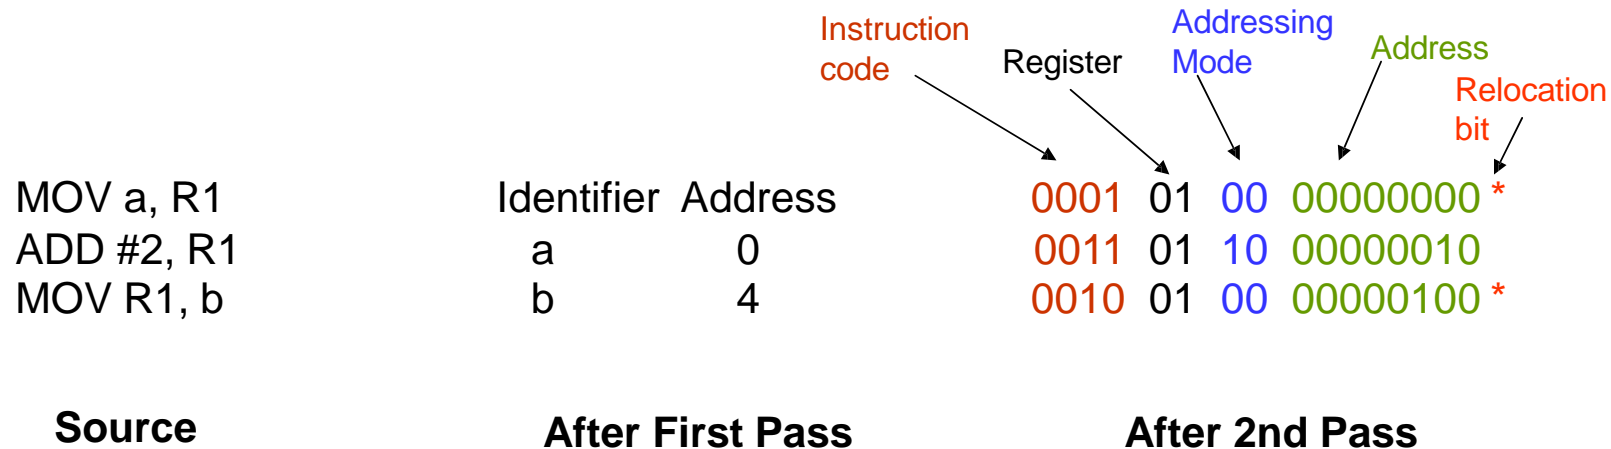 Instruction code
Register
Addressing Mode
Address
Relocation bit
MOV a, R1
ADD #2, R1
MOV R1, b
Source
Identifier Address
a 0
b 4
After First Pass
0001 01 00 00000000 *
0011 01 10 00000010
0010 01 00 00000100 *
After 2nd Pass